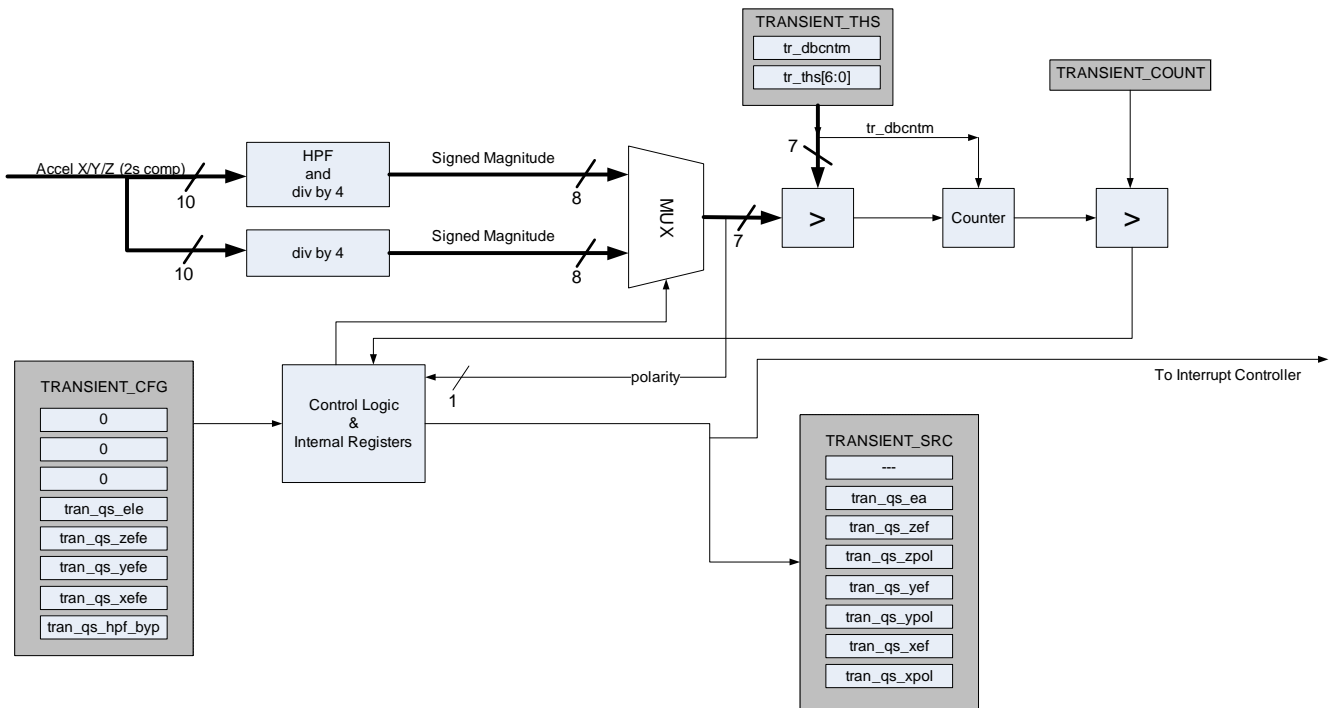 TRANSIENT_THS
tr_dbcntm
tr_ths[6:0]
TRANSIENT_COUNT
7
tr_dbcntm
Accel X/Y/Z (2s comp)
10
HPF
and
div by 4
Signed Magnitude
8
10
div by 4
Signed Magnitude
8
MUX
7
>
Counter
>
TRANSIENT_CFG
0
0
0
tran_qs_ele
tran_qs_zefe
tran_qs_yefe
tran_qs_xefe
tran_qs_hpf_byp
Control Logic
&
Internal Registers
1
polarity
To Interrupt Controller
TRANSIENT_SRC
---
tran_qs_ea
tran_qs_zef
tran_qs_zpol
tran_qs_yef
tran_qs_ypol
tran_qs_xef
tran_qs_xpol